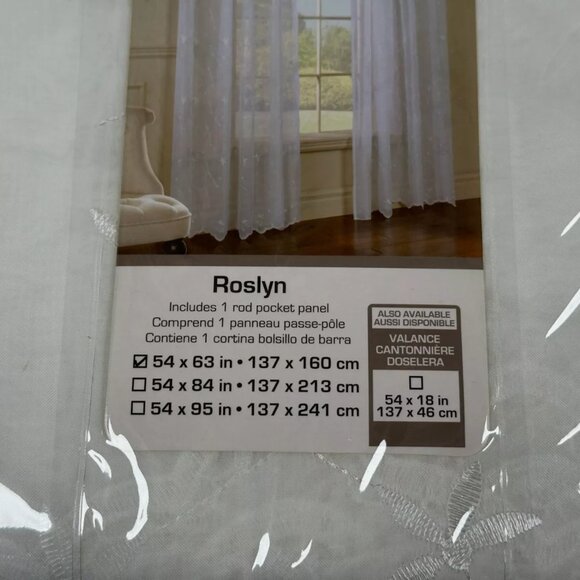 Roslyn
Includes 1 rod pocket panel
Comprend 1 panneau passe-pôle
Contiene 1 cortina bolsillo de barra
54 x 63 in • 137 x 160 cm
54 x 84 in • 137 x 213 cm
54 x 95 in • 137 x 241 cm
ALSO AVAILABLE
AUSSI DISPONIBLE
VALANCE
CANTONNIÈRE
DOSELERA
54 x 18 in
137 x 46 cm